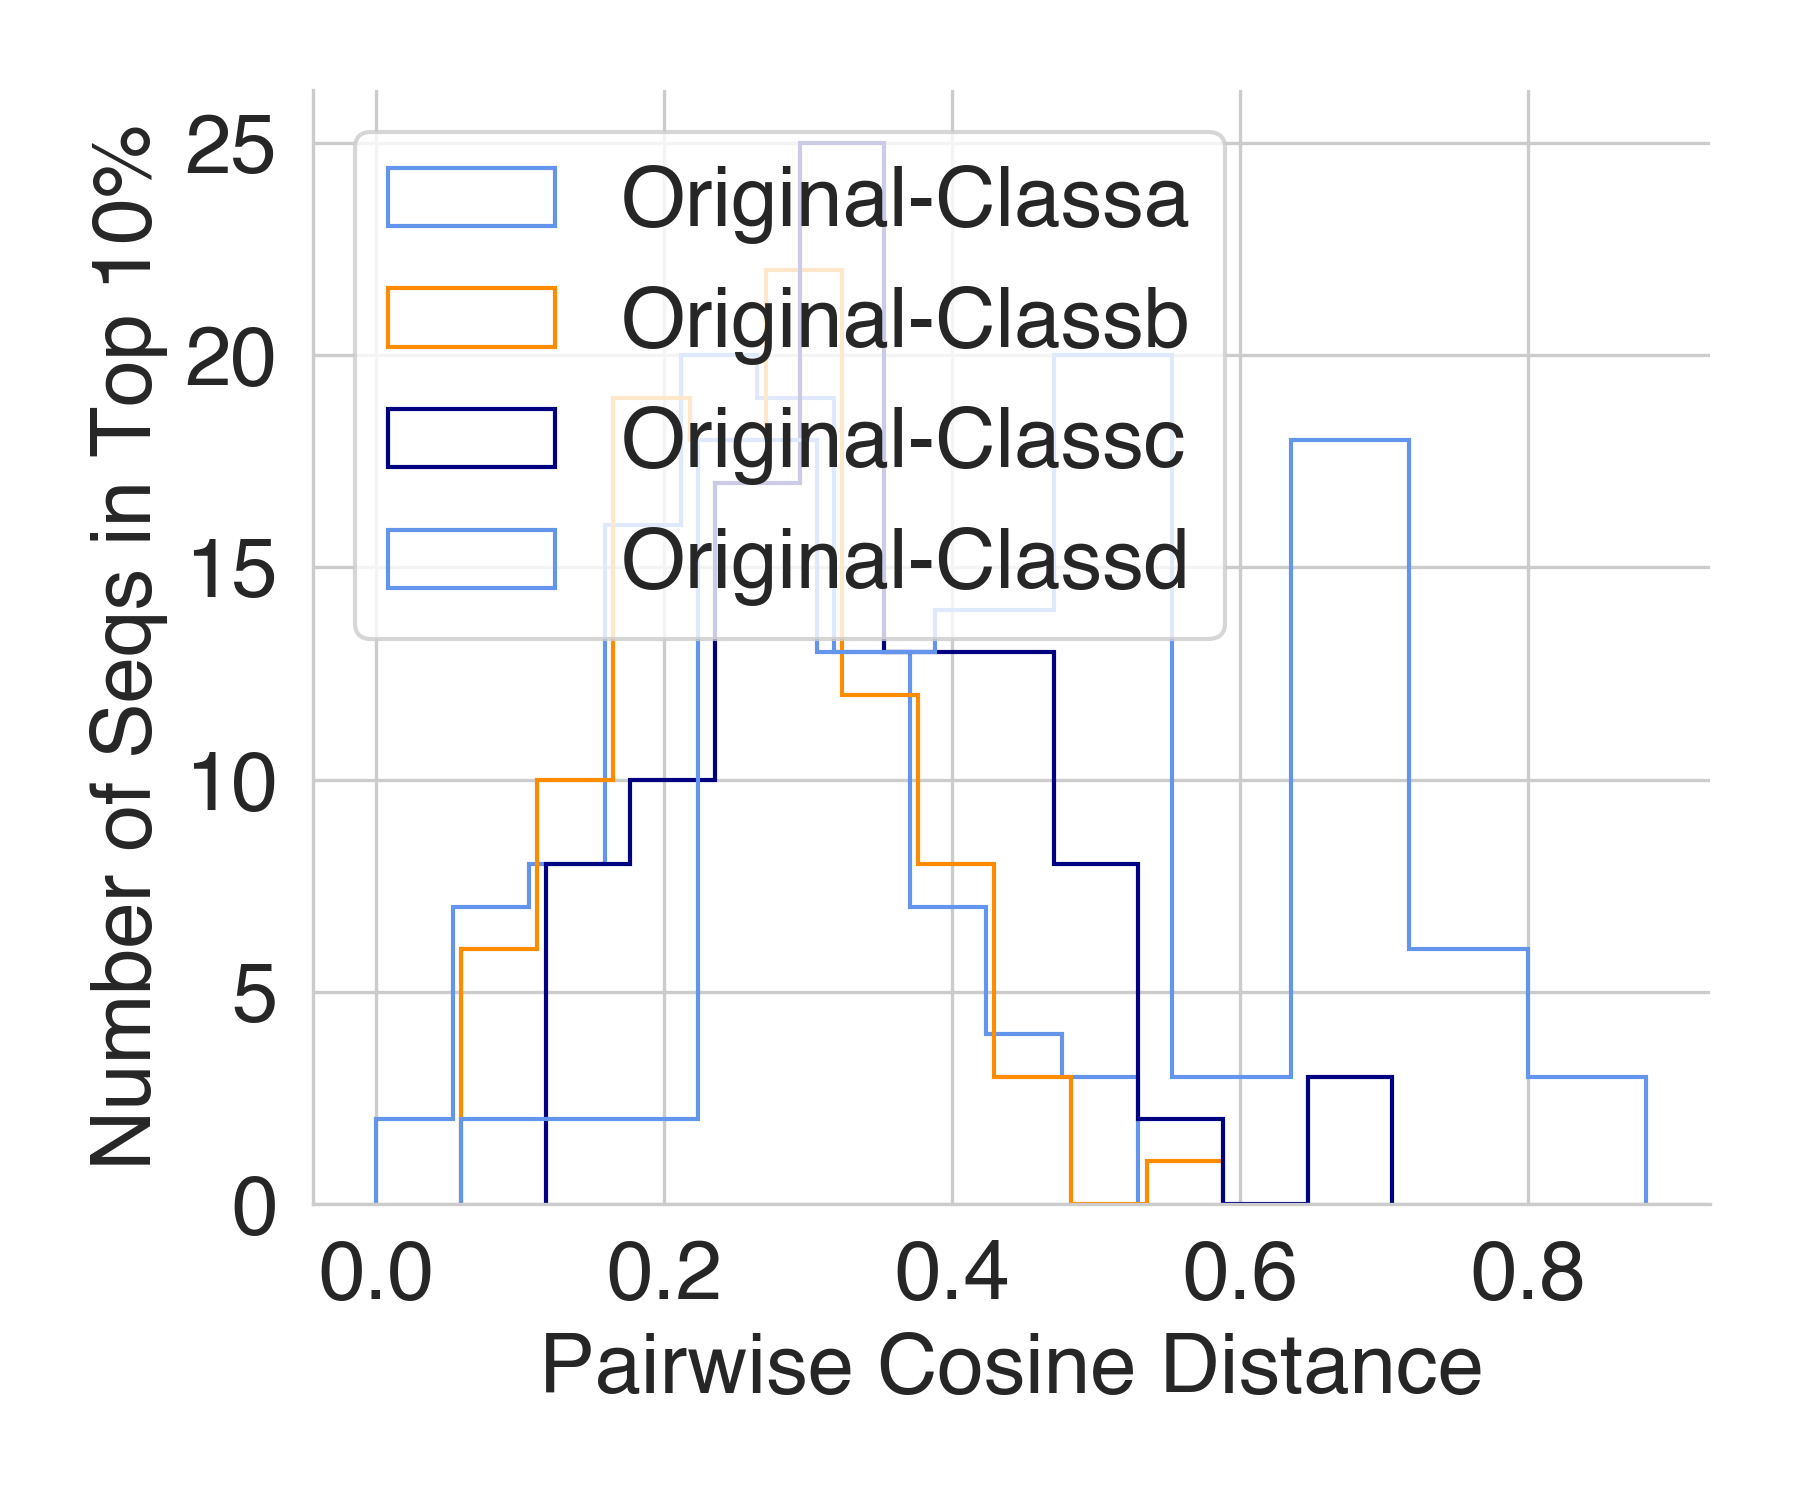 Number of Seqs in Top 10%
25
20
15
10
5
0
Original-Classa
Original-Classb
Original-Classc
Original-Classd
0.0 0.2 0.4 0.6 0.8
Pairwise Cosine Distance